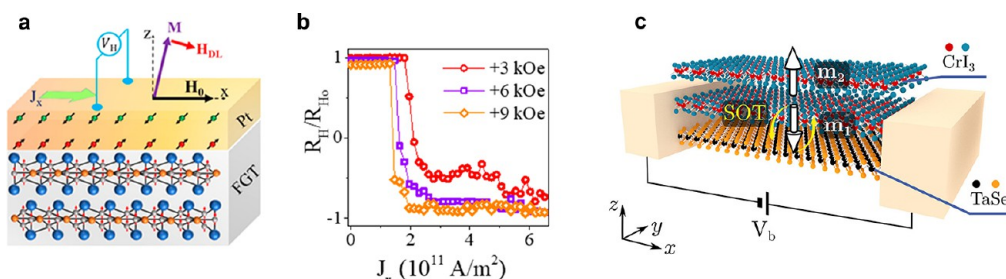 a
V_H
Z
M
H_DL
J_x
H_0
X
Pt
FGT
b
R_H/R_Ho
1
0
-1
+3 kOe
+6 kOe
+9 kOe
0
2
4
6
J_x (10^11 A/m^2)
c
CrI_3
m_2
SOT
m_1
TaSe
z
y
x
V_b